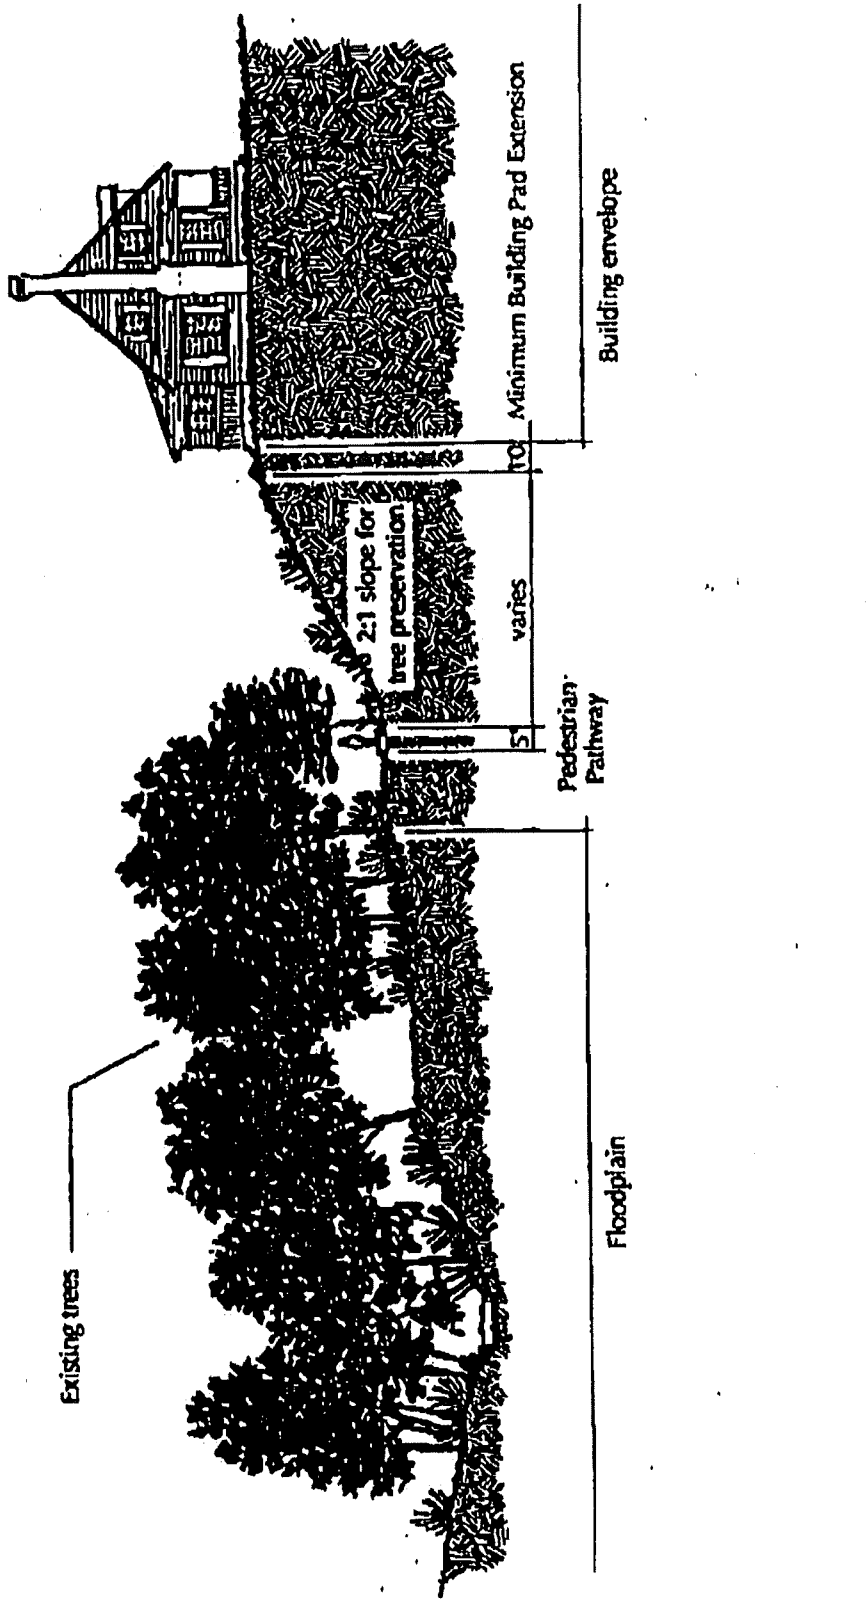 Existing trees
2:1 slope for
tree preservation
Floodplain
5'
Pedestrian
Pathway
varies
10'
Minimum Building Pad Extension
Building envelope